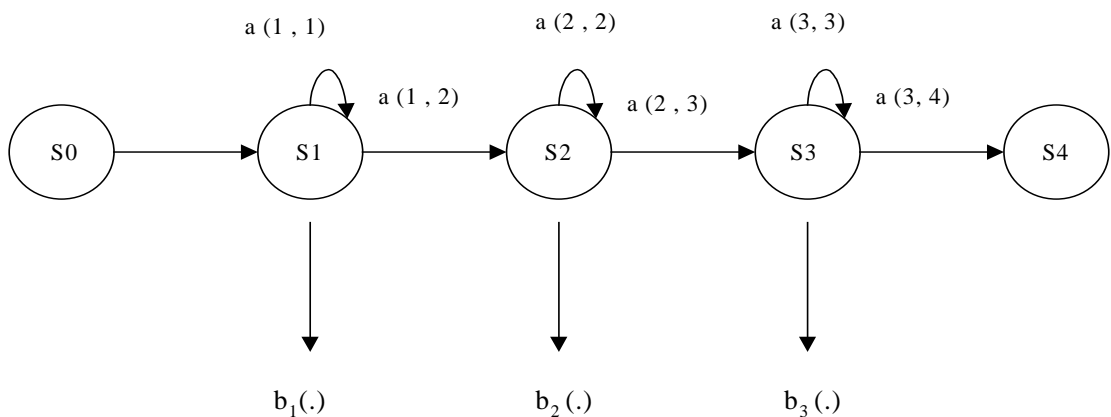 a (1 , 1)
a (2 , 2)
a (3, 3)
a (1 , 2)
a (2 , 3)
a (3, 4)
S0
S1
S2
S3
S4
b₁(.)
b₂(.)
b₃(.)